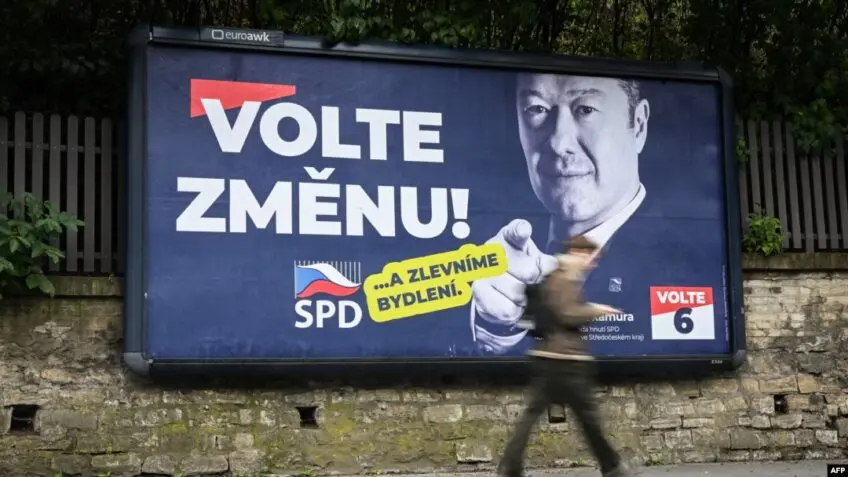 euroawk
VOLTE
ZMĚNU!
SPD
...A ZLEVNÍME
BYDLENÍ.
hnutí SPD
ve Středočeském kraji
VOLTE
6
AFP